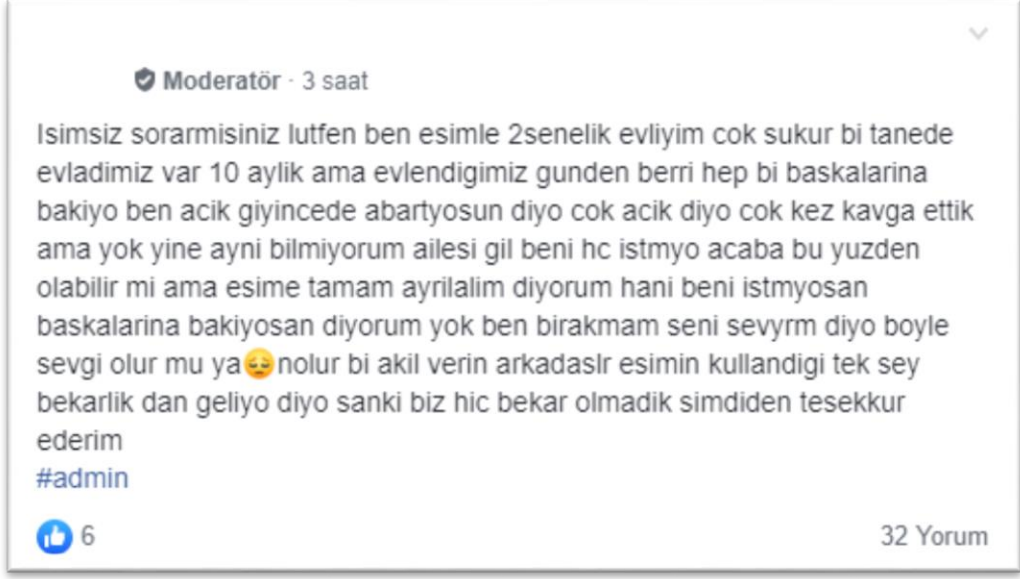 Moderatör · 3 saat
Isimsiz sorarmisiniz lutfen ben esimle 2senelik evliyim cok sukur bi tanede
evladimiz var 10 aylik ama evlendigimiz gunden berri hep bi baskalarina
bakiyo ben acik giyincede abartyosun diyo cok acik diyo cok kez kavga ettik
ama yok yine ayni bilmiyorum ailesi gil beni hc istmyo acaba bu yuzden
olabilir mi ama esime tamam ayrilalim diyorum hani beni istmyosan
baskalarina bakiyosan diyorum yok ben birakmam seni sevyrm diyo boyle
sevgi olur mu ya😔nolur bi akil verin arkadaslr esimin kullandigi tek sey
bekarlik dan geliyo diyo sanki biz hic bekar olmadik simdiden tesekkur
ederim
#admin
6 32 Yorum